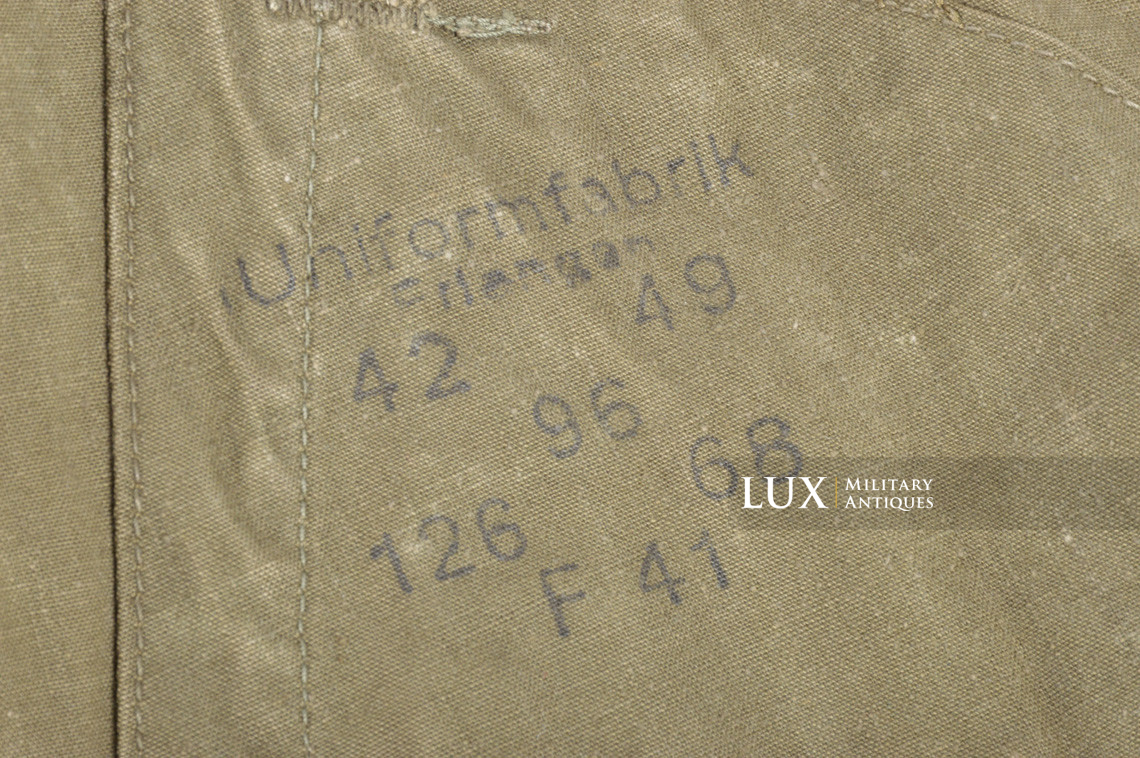 Uniformfabrik
Erlangen
42 49
96
126 68
F 41
LUX MILITARY
ANTIQUES